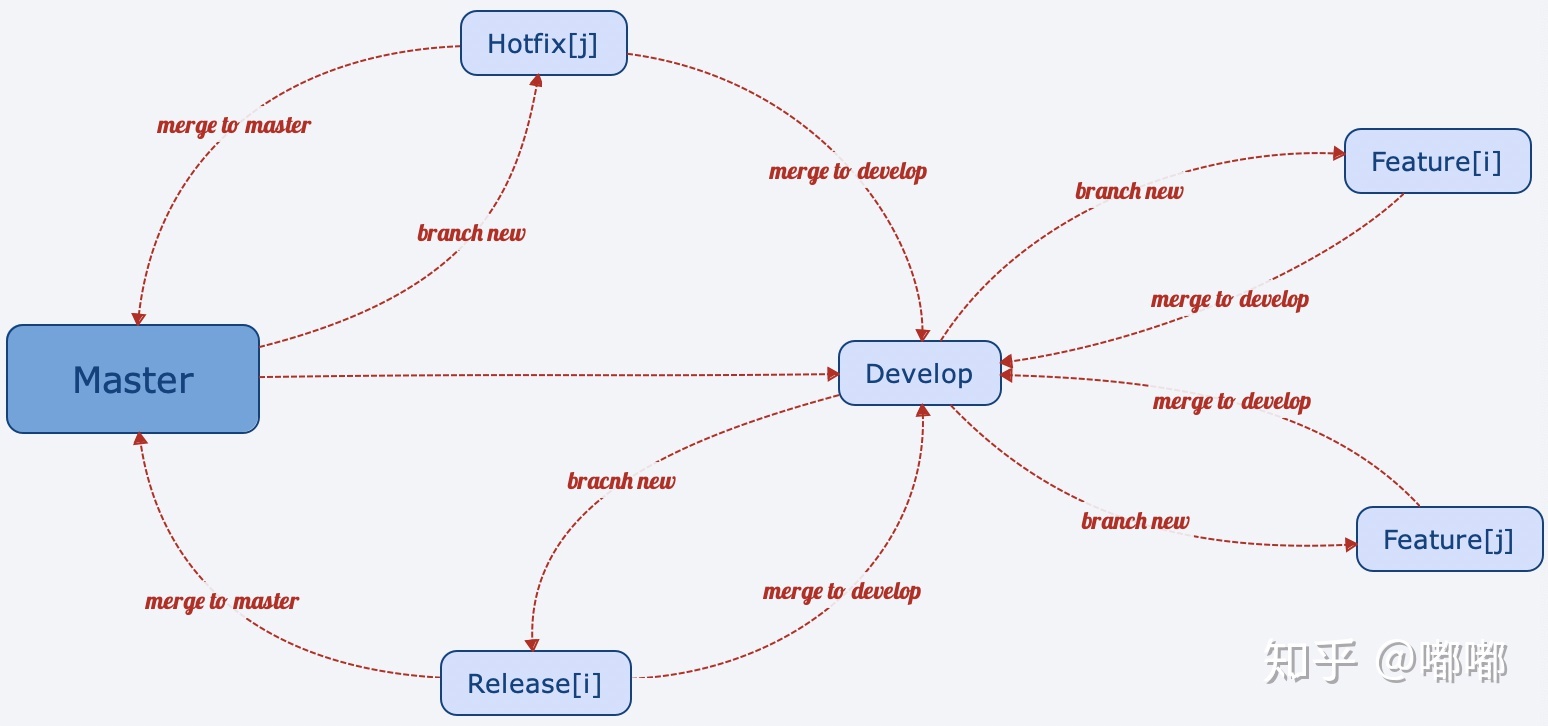 Hotfix[j]
merge to master
merge to develop
Feature[i]
branch new
branch new
merge to develop
Master
Develop
merge to develop
bracnh new
branch new
Feature[j]
merge to develop
merge to master
Release[i]
知乎 @嘟嘟